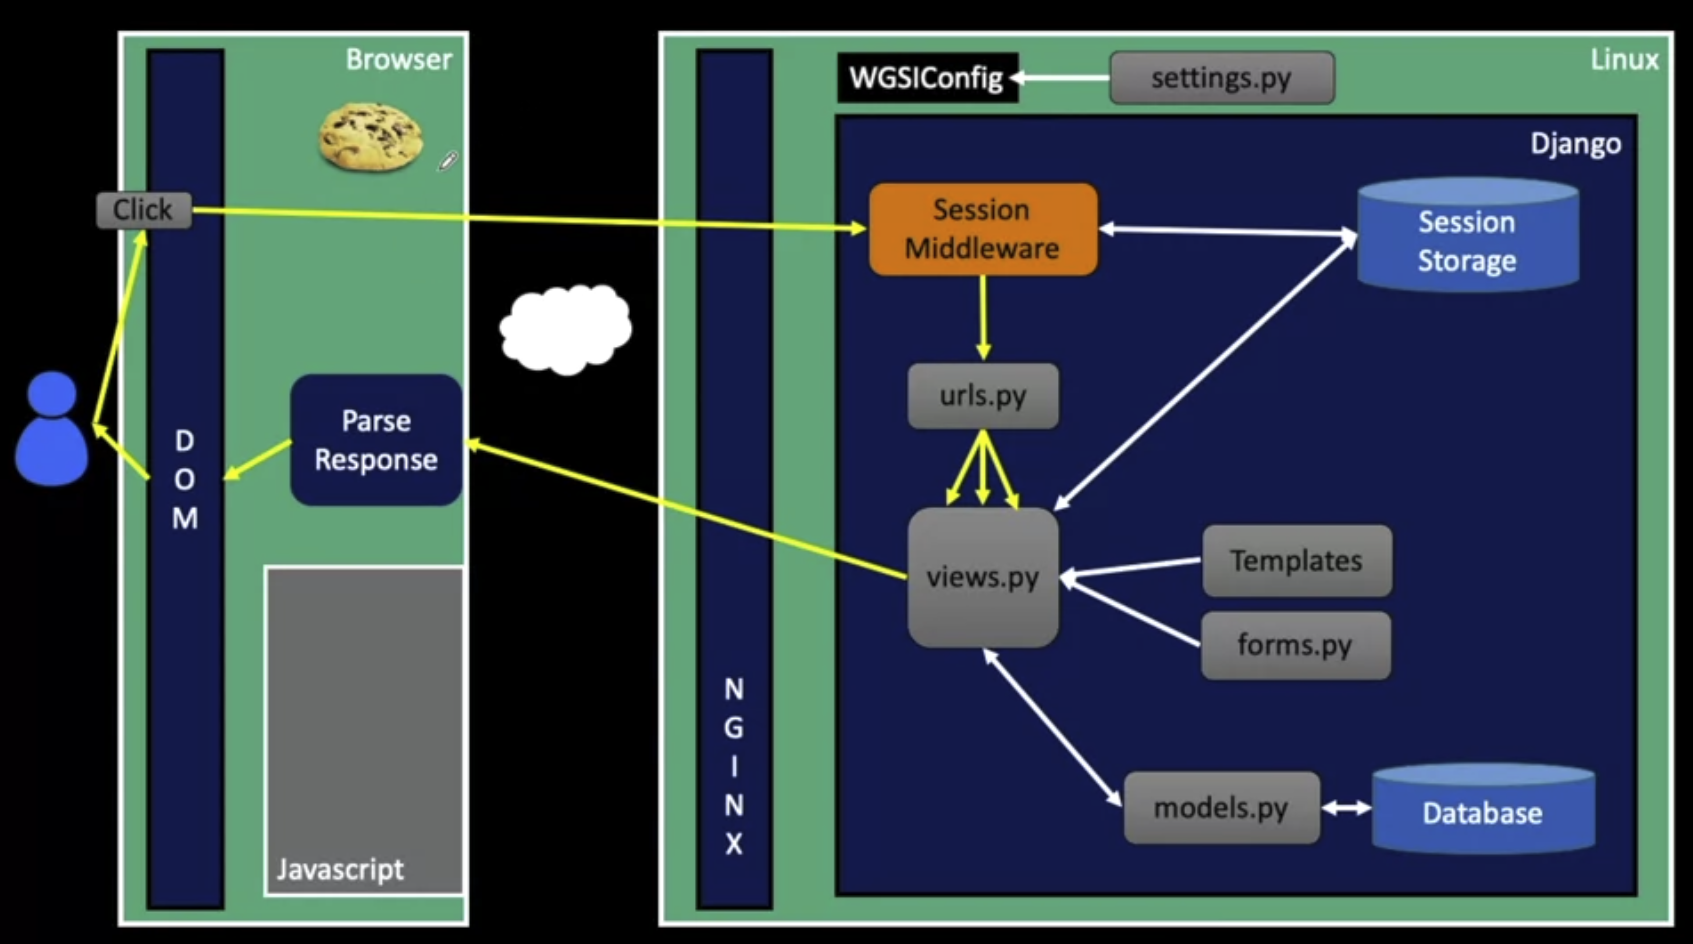 Browser
Click
D
O
M
Parse
Response
Javascript
Linux
N
G
I
N
X
WGSIConfig
settings.py
Django
Session
Middleware
Session
Storage
urls.py
views.py
Templates
forms.py
models.py
Database